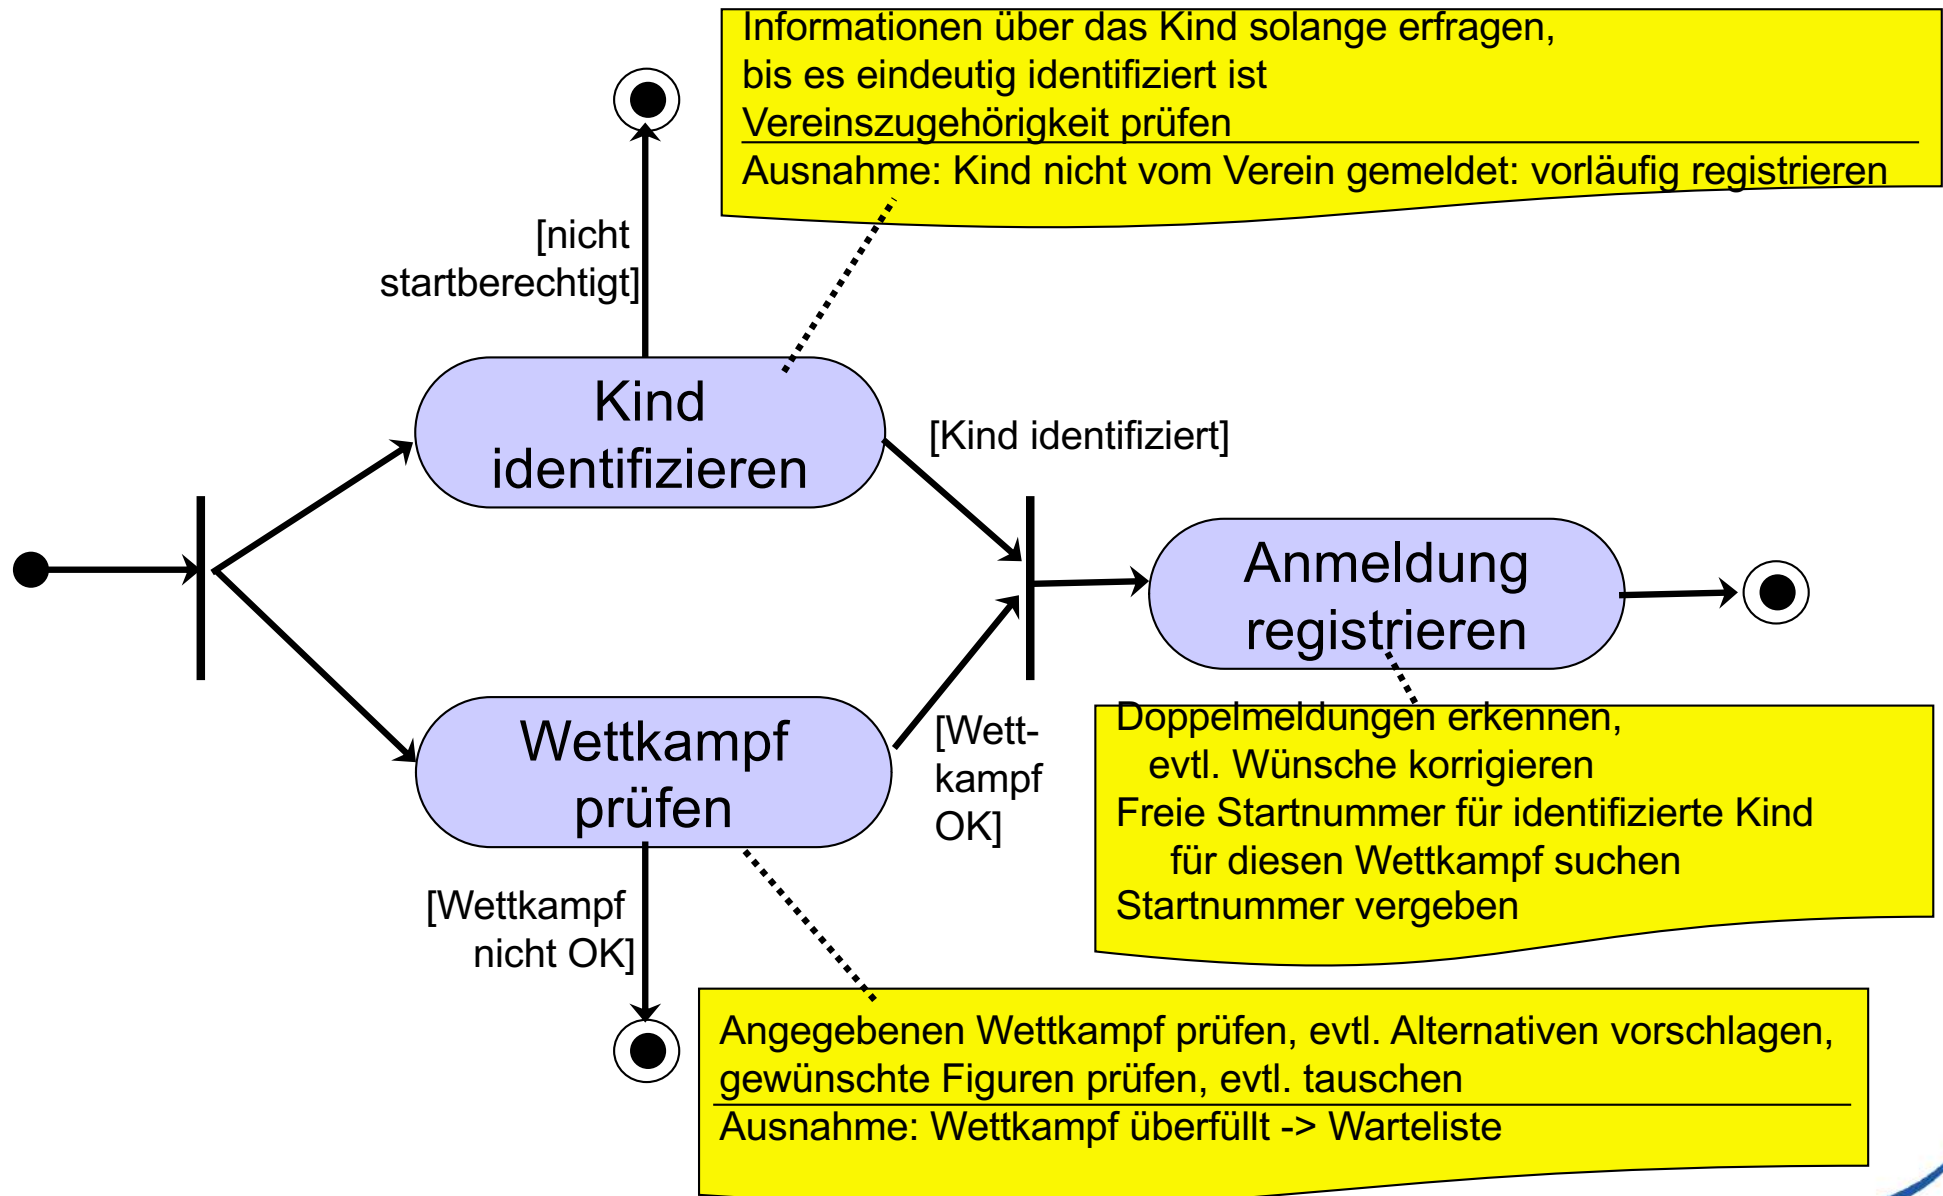 Informationen über das Kind solange erfragen,
bis es eindeutig identifiziert ist
Vereinszugehörigkeit prüfen
Ausnahme: Kind nicht vom Verein gemeldet: vorläufig registrieren
[nicht
startberechtigt]
Kind
identifizieren
[Kind identifiziert]
Anmeldung
registrieren
Wettkampf
prüfen
[Wett-
kampf
OK]
Doppelmeldungen erkennen,
evtl. Wünsche korrigieren
Freie Startnummer für identifizierte Kind
für diesen Wettkampf suchen
Startnummer vergeben
[Wettkampf
nicht OK]
Angegebenen Wettkampf prüfen, evtl. Alternativen vorschlagen,
gewünschte Figuren prüfen, evtl. tauschen
Ausnahme: Wettkampf überfüllt -> Warteliste